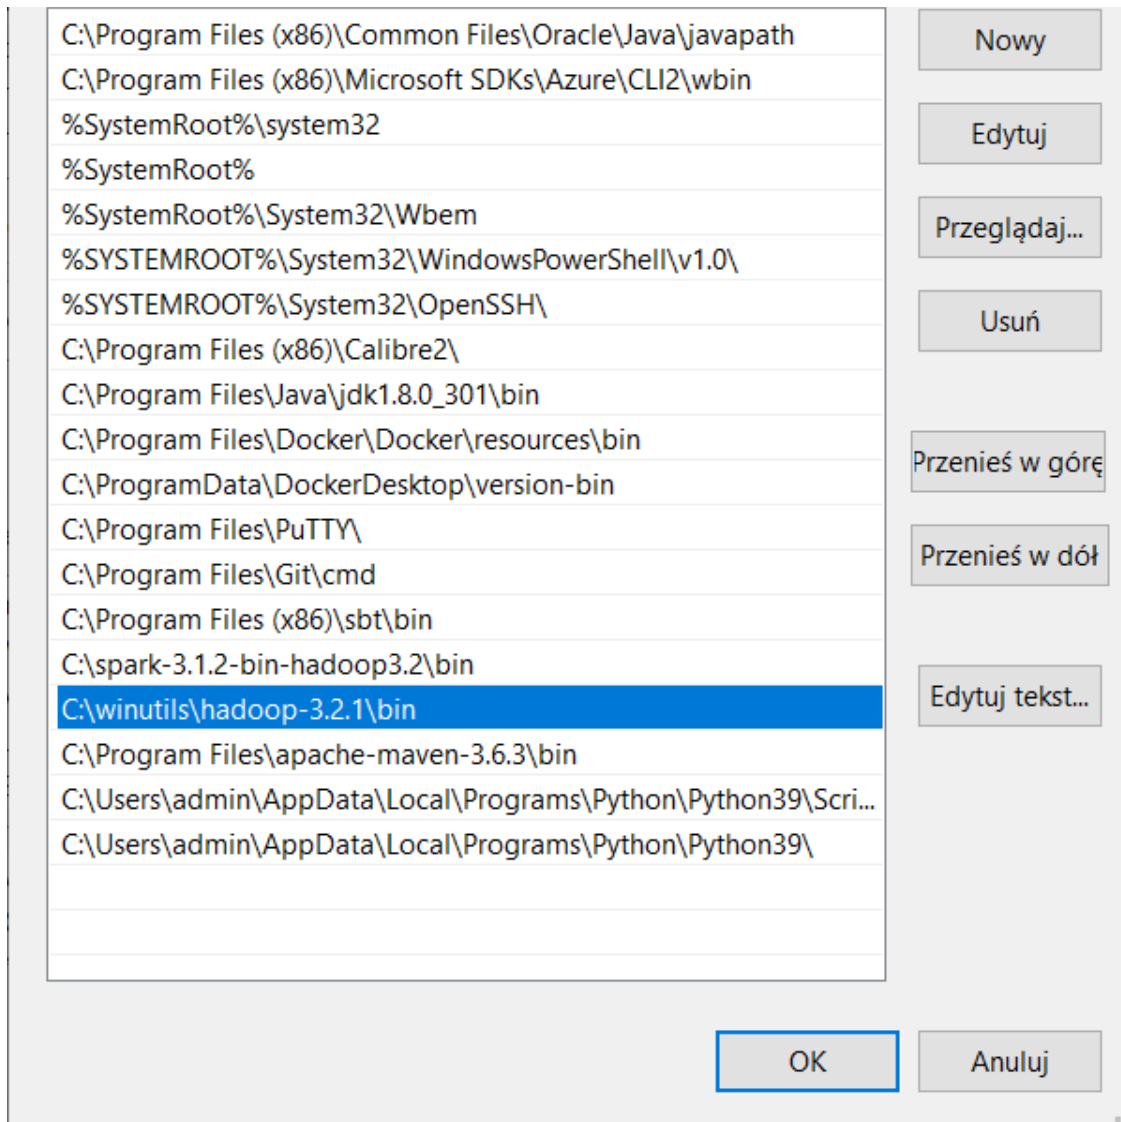 C:\Program Files (x86)\Common Files\Oracle\Java\javapath
C:\Program Files (x86)\Microsoft SDKs\Azure\CLI2\wbin
%SystemRoot%\system32
%SystemRoot%
%SystemRoot%\System32\Wbem
%SYSTEMROOT%\System32\WindowsPowerShell\v1.0\
%SYSTEMROOT%\System32\OpenSSH\
C:\Program Files (x86)\Calibre2\
C:\Program Files\Java\jdk1.8.0_301\bin
C:\Program Files\Docker\Docker\resources\bin
C:\ProgramData\DockerDesktop\version-bin
C:\Program Files\PuTTY\
C:\Program Files\Git\cmd
C:\Program Files (x86)\sbt\bin
C:\spark-3.1.2-bin-hadoop3.2\bin
C:\winutils\hadoop-3.2.1\bin
C:\Program Files\apache-maven-3.6.3\bin
C:\Users\admin\AppData\Local\Programs\Python\Python39\Scri...
C:\Users\admin\AppData\Local\Programs\Python\Python39\
Nowy
Edytuj
Przeglądaj...
Usuń
Przenieś w górę
Przenieś w dół
Edytuj tekst...
OK
Anuluj